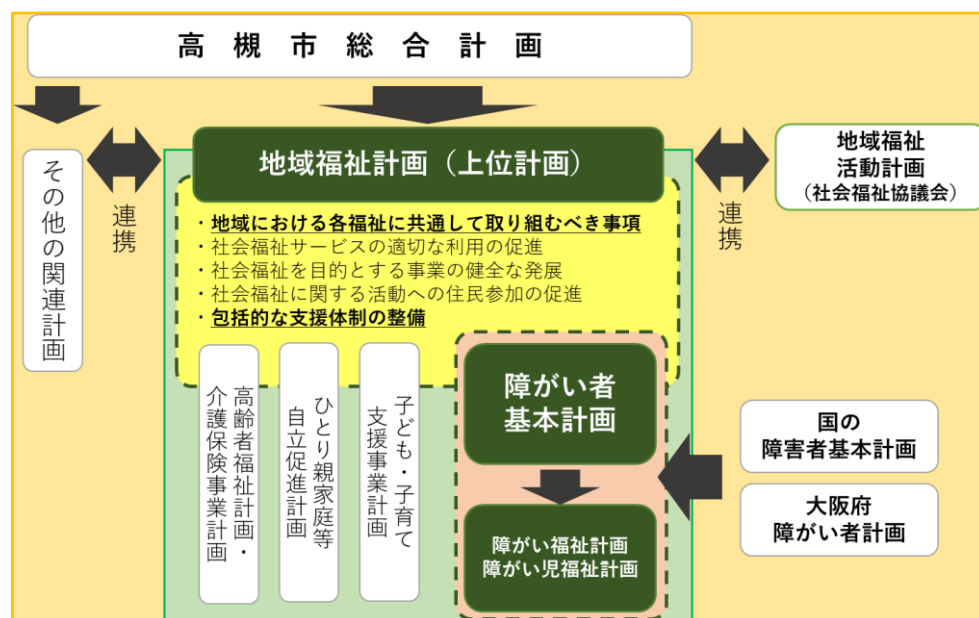 高槻市総合計画
地域福祉計画（上位計画）
地域福祉
活動計画
（社会福祉協議会）
その他の関連計画
連携
連携
・地域における各福祉に共通して取り組むべき事項
・社会福祉サービスの適切な利用の促進
・社会福祉を目的とする事業の健全な発展
・社会福祉に関する活動への住民参加の促進
・包括的な支援体制の整備
高齢者福祉計画・
介護保険事業計画
ひとり親家庭等
自立促進計画
子ども・子育て
支援事業計画
障がい者
基本計画
障がい福祉計画
障がい児福祉計画
国の
障害者基本計画
大阪府
障がい者計画